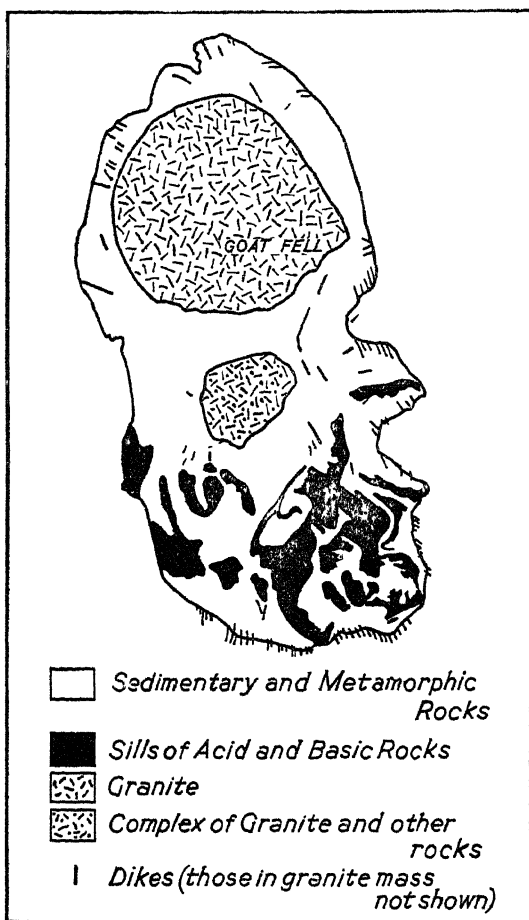 GOAT FELL
Sedimentary and Metamorphic
Rocks
Sills of Acid and Basic Rocks
Granite
Complex of Granite and other
rocks
Dikes (those in granite mass
not shown)